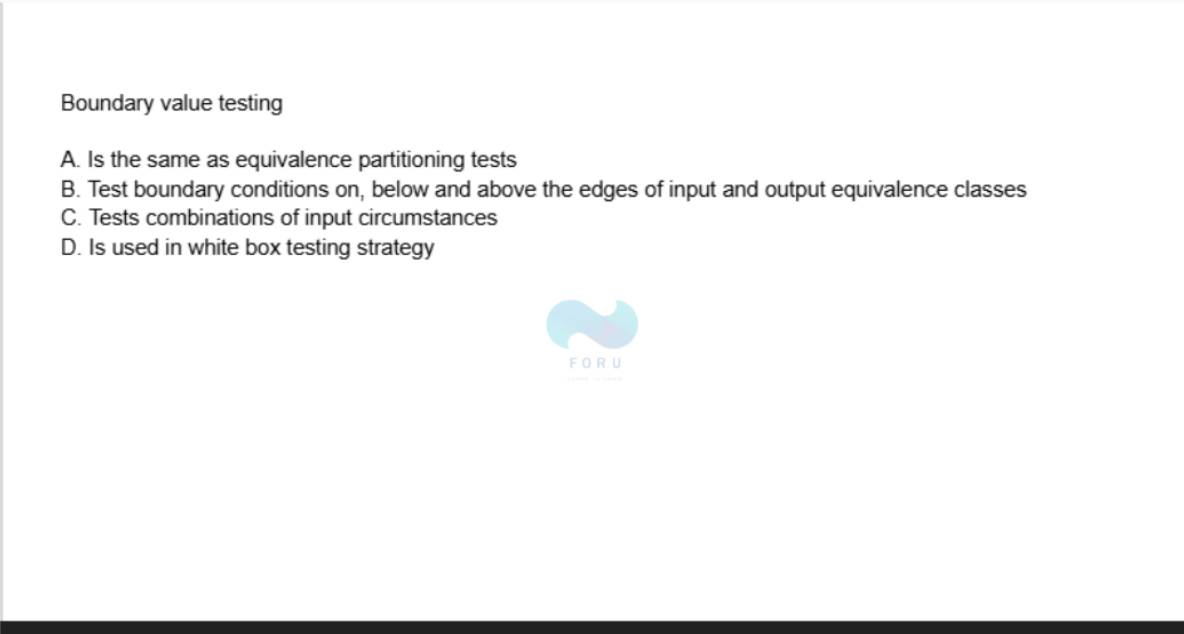 Boundary value testing
A. Is the same as equivalence partitioning tests
B. Test boundary conditions on, below and above the edges of input and output equivalence classes
C. Tests combinations of input circumstances
D. Is used in white box testing strategy
FORU